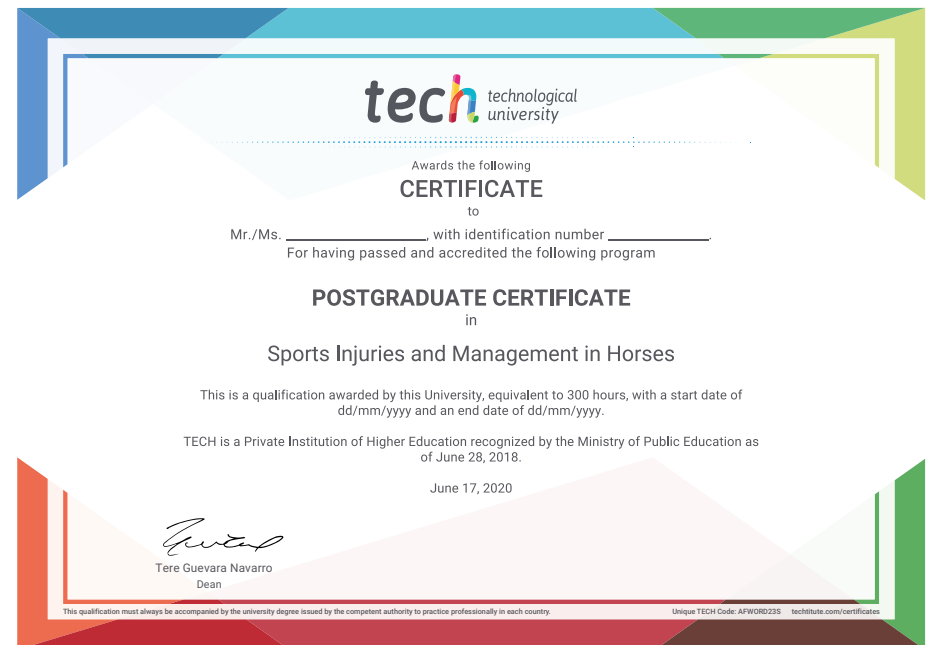 tech technological
university
Awards the following
CERTIFICATE
to
Mr./Ms. ____________________, with identification number ______________.
For having passed and accredited the following program
POSTGRADUATE CERTIFICATE
in
Sports Injuries and Management in Horses
This is a qualification awarded by this University, equivalent to 300 hours, with a start date of
dd/mm/yyyy and an end date of dd/mm/yyyy.
TECH is a Private Institution of Higher Education recognized by the Ministry of Public Education as
of June 28, 2018.
June 17, 2020
Tere Guevara Navarro
Dean
This qualification must always be accompanied by the university degree issued by the competent authority to practice professionally in each country. Unique TECH Code: AFWORD23S techtitute.com/certificates